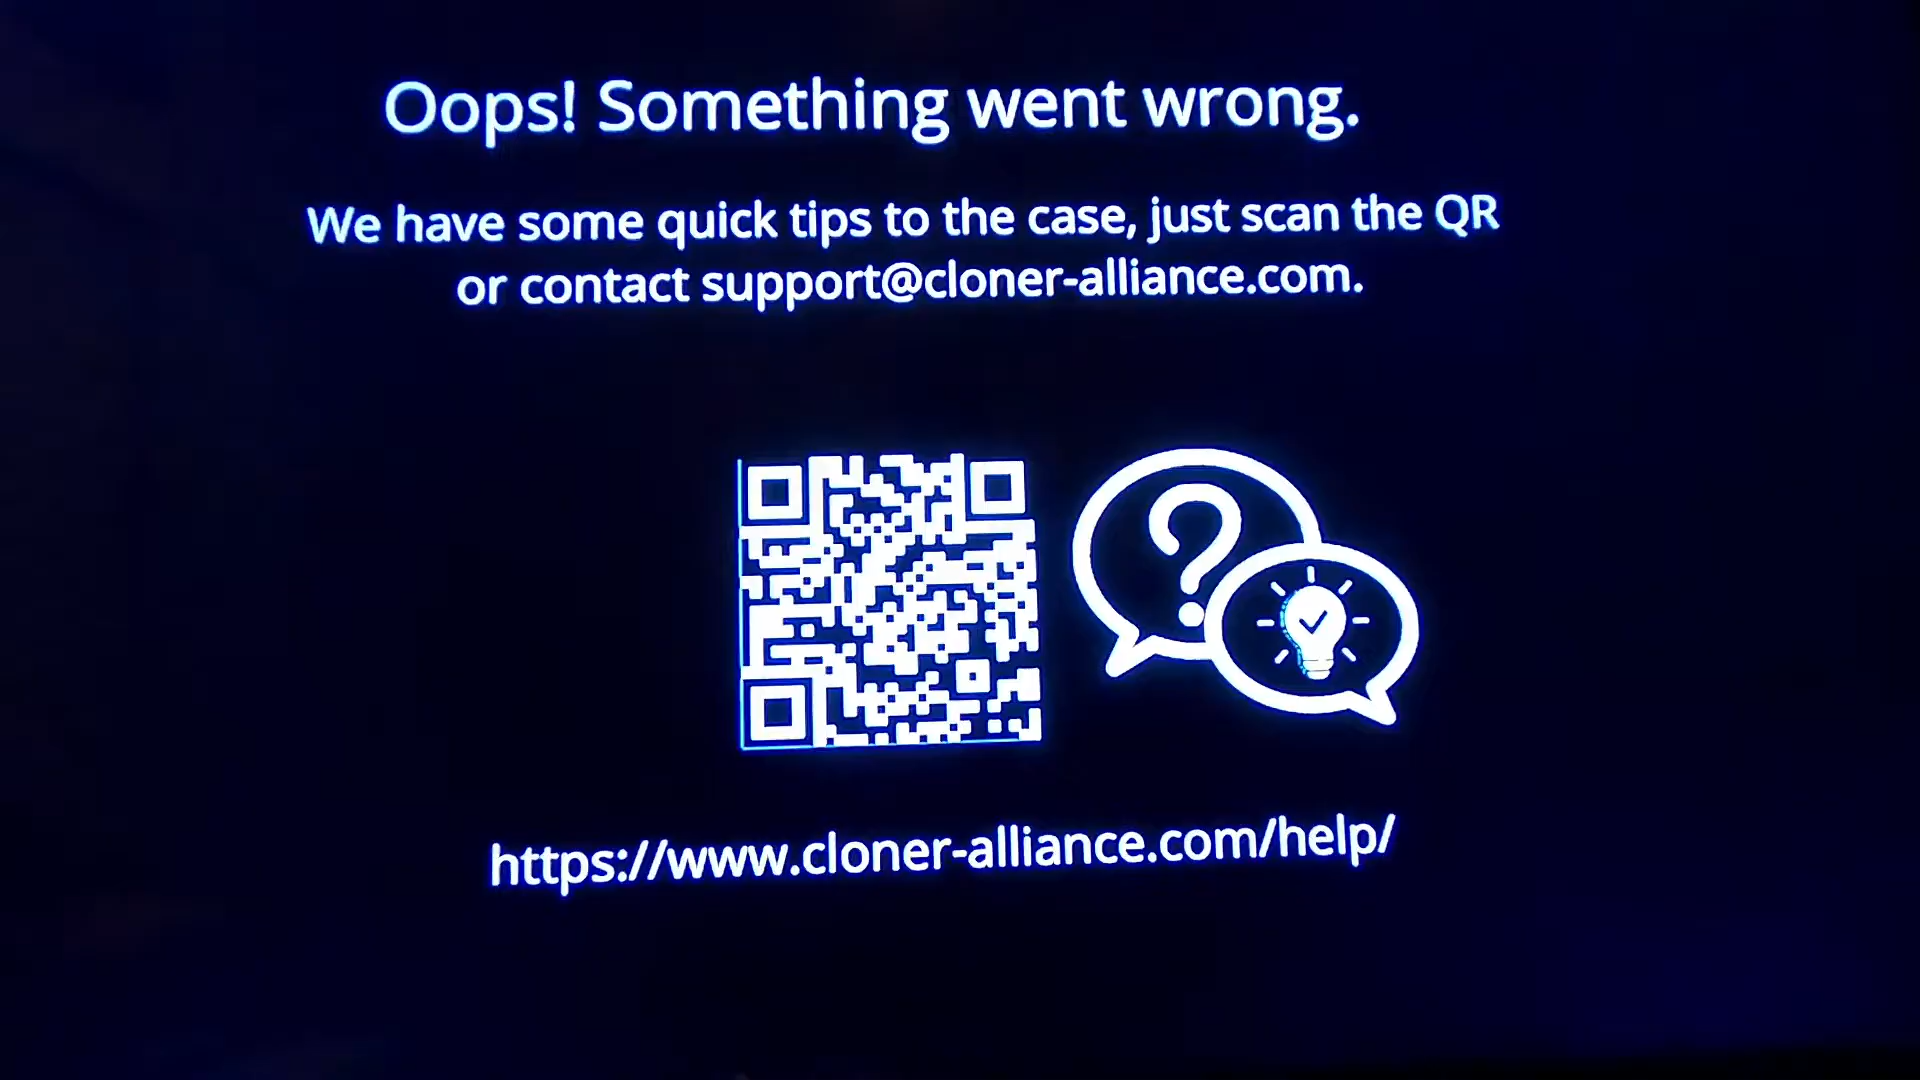 Oops! Something went wrong.
We have some quick tips to the case, just scan the QR
or contact support@cloner-alliance.com.
https://www.cloner-alliance.com/help/